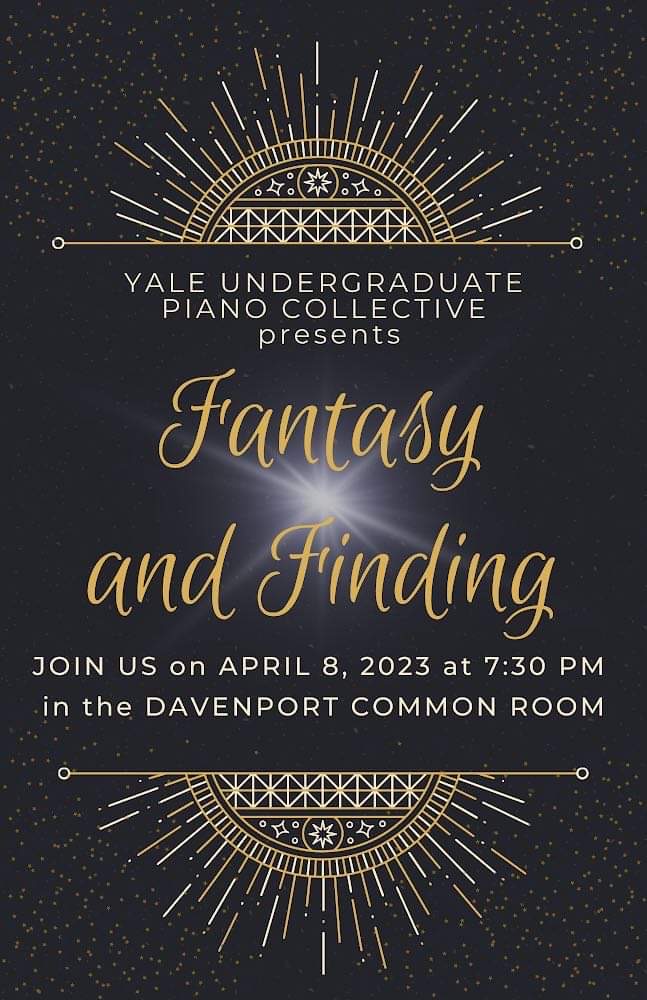 YALE UNDERGRADUATE
PIANO COLLECTIVE
presents
Fantasy
and Finding
JOIN US on APRIL 8, 2023 at 7:30 PM
in the DAVENPORT COMMON ROOM